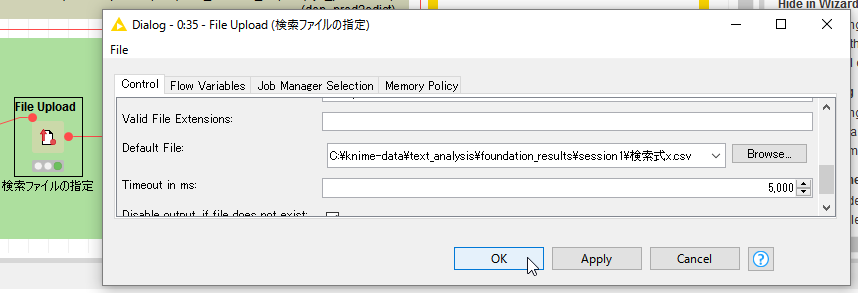 Hide in Wizard
Dialog - 0:35 - File Upload (検索ファイルの指定)
File
Control
Flow Variables
Job Manager Selection
Memory Policy
File Upload
Valid File Extensions:
Default File:
C:¥knime-data¥text_analysis¥foundation_results¥session1¥検索式x.csv
Browse...
検索ファイルの指定
Timeout in ms:
5,000
Disable output, if file does not exist:
OK
Apply
Cancel
?